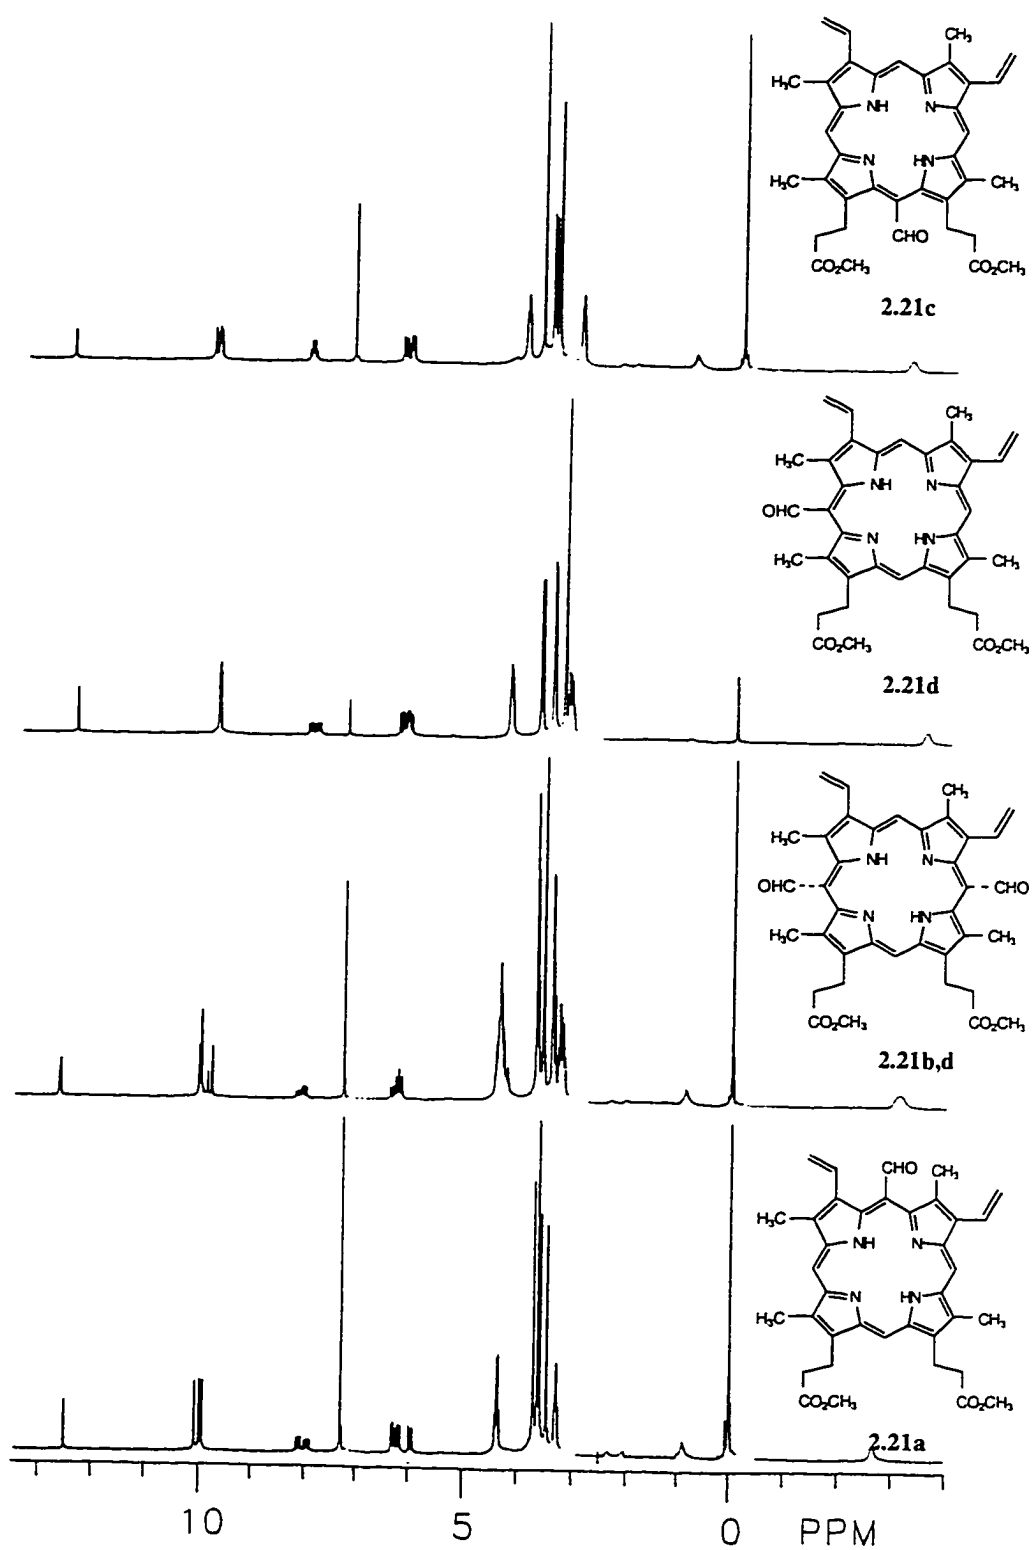 CH₃
H₃C
NH
N
N
HN
H₃C
CH₃
CHO
CO₂CH₃
CO₂CH₃
2.21c
CH₃
H₃C
NH
N
OHC
N
HN
H₃C
CH₃
CO₂CH₃
CO₂CH₃
2.21d
CH₃
H₃C
NH
N
OHC
CHO
N
HN
H₃C
CH₃
CO₂CH₃
CO₂CH₃
2.21b,d
CHO
CH₃
H₃C
NH
N
N
HN
H₃C
CH₃
CO₂CH₃
CO₂CH₃
2.21a
10 5 0 PPM